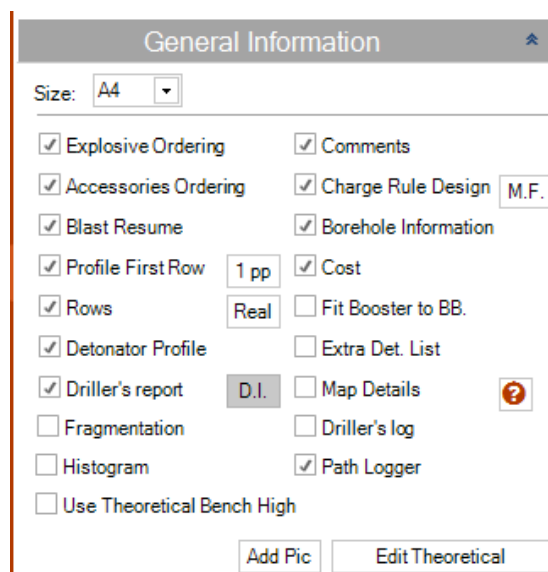 General Information
Size: A4
Explosive Ordering Comments
Accessories Ordering Charge Rule Design M.F.
Blast Resume Borehole Information
Profile First Row 1 pp Cost
Rows Real Fit Booster to BB.
Detonator Profile Extra Det. List
Driller's report D.I. Map Details ?
Fragmentation Driller's log
Histogram Path Logger
Use Theoretical Bench High
Add Pic Edit Theoretical